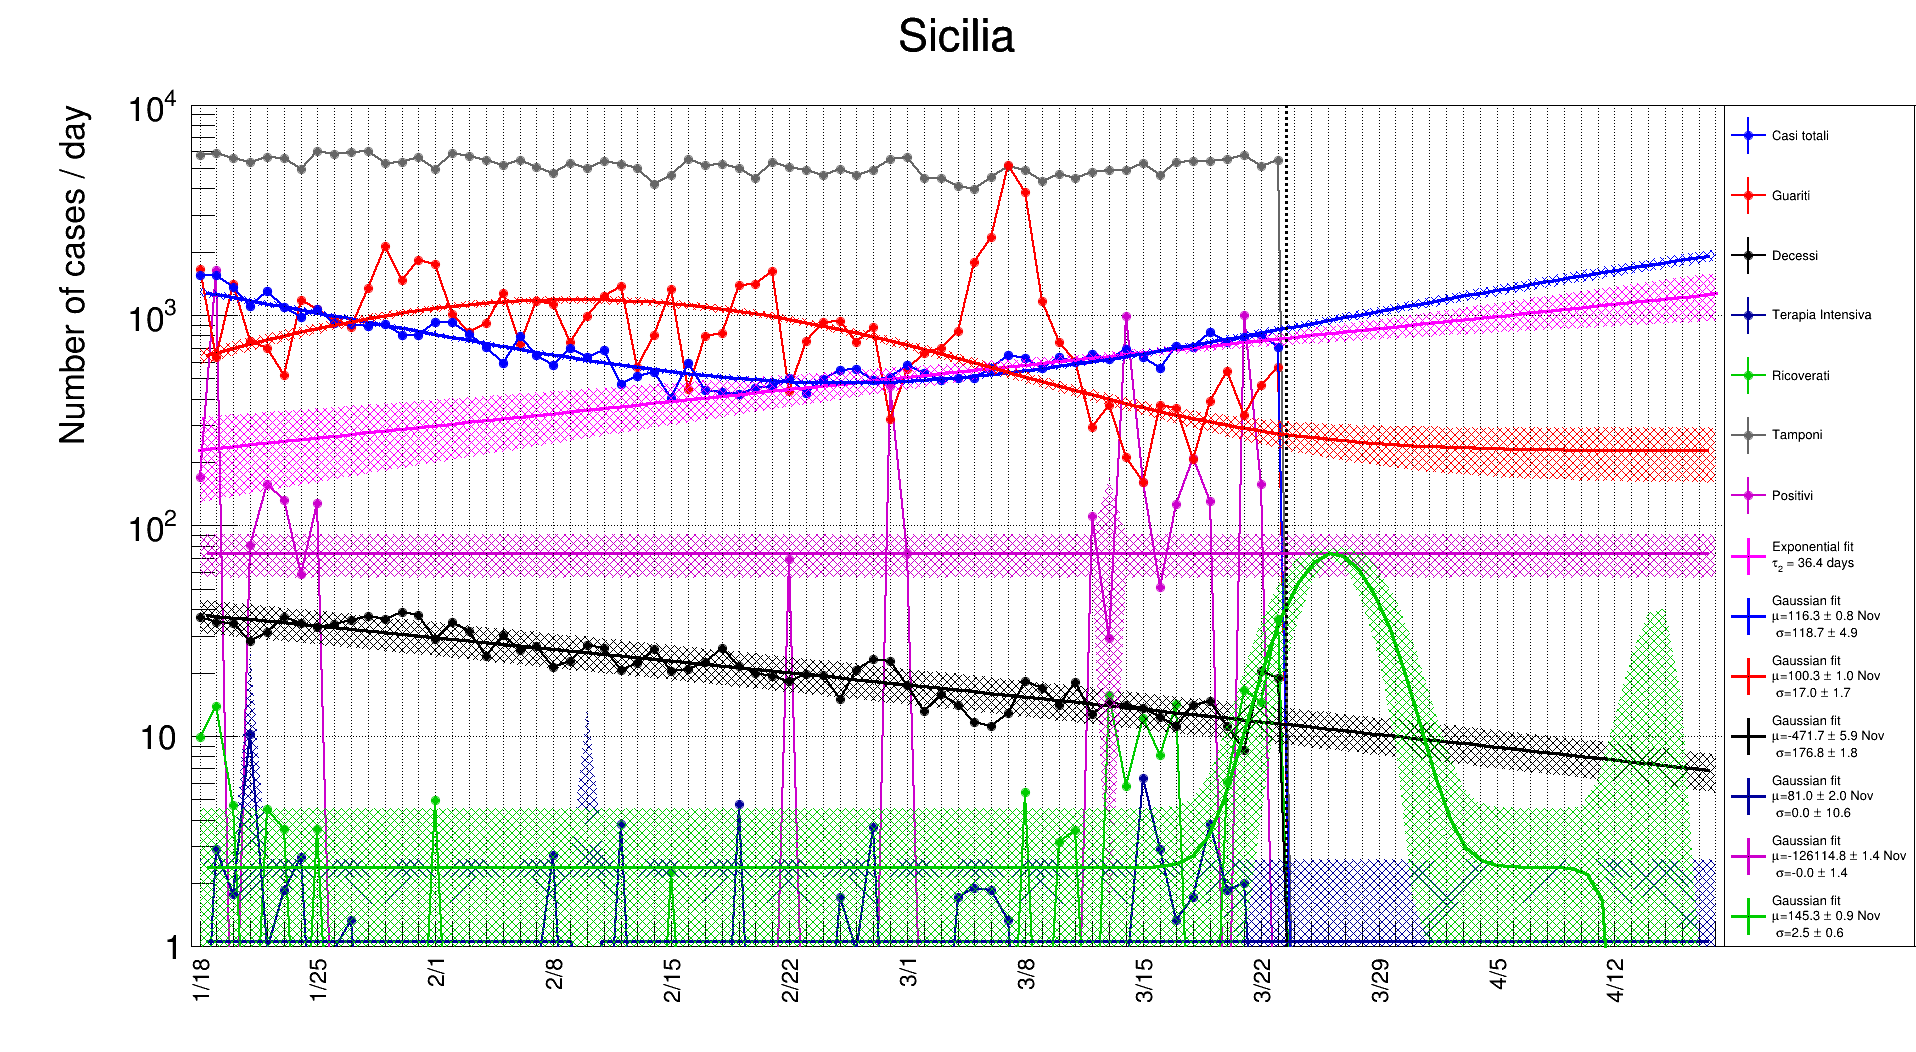 Sicilia
Number of cases / day
10^4
10^3
10^2
10
1
1/18
1/25
2/1
2/8
2/15
2/22
3/1
3/8
3/15
3/22
3/29
4/5
4/12
Casi totali
Guariti
Decessi
Terapia Intensiva
Ricoverati
Tamponi
Positivi
Exponential fit
τ₂ = 36.4 days
Gaussian fit
μ=116.3 ± 0.8 Nov
σ=118.7 ± 4.9
Gaussian fit
μ=100.3 ± 1.0 Nov
σ=17.0 ± 1.7
Gaussian fit
μ=-471.7 ± 5.9 Nov
σ=176.8 ± 1.8
Gaussian fit
μ=81.0 ± 2.0 Nov
σ=0.0 ± 10.6
Gaussian fit
μ=-126114.8 ± 1.4 Nov
σ=-0.0 ± 1.4
Gaussian fit
μ=145.3 ± 0.9 Nov
σ=2.5 ± 0.6